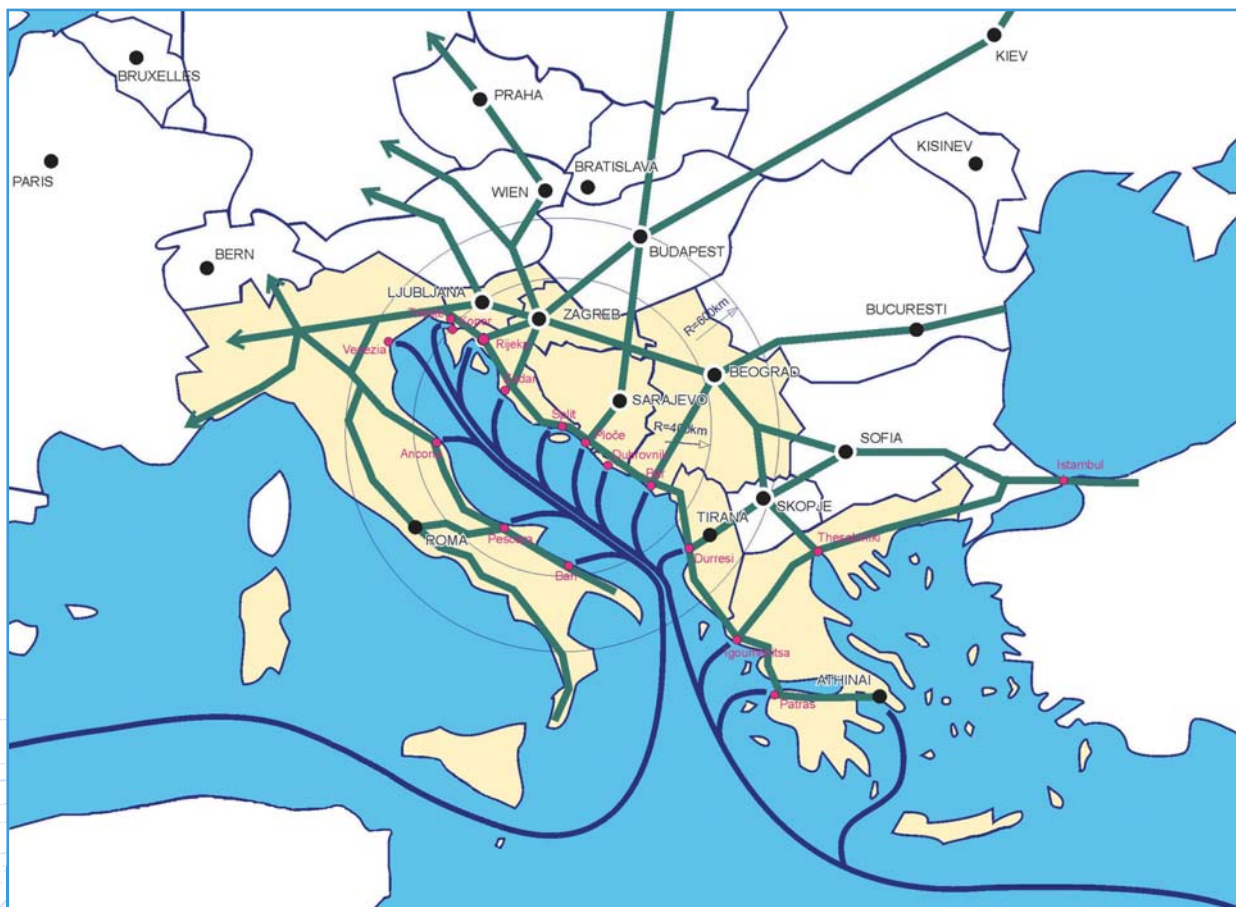 KIEV
BRUXELLES
PRAHA
KISINEV
BRATISLAVA
PARIS
WIEN
BUDAPEST
BERN
LJUBLJANA
BUCURESTI
ZAGREB
R=600km
Koper
Rijeka
Venezia
BEOGRAD
Zadar
SARAJEVO
Split
R=400km
Ploče
SOFIA
Ancona
Dubrovnik
Istambul
Bar
SKOPJE
TIRANA
ROMA
Pescara
Thesaloniki
Durresi
Bari
Igoumenitsa
ATHINAI
Patras